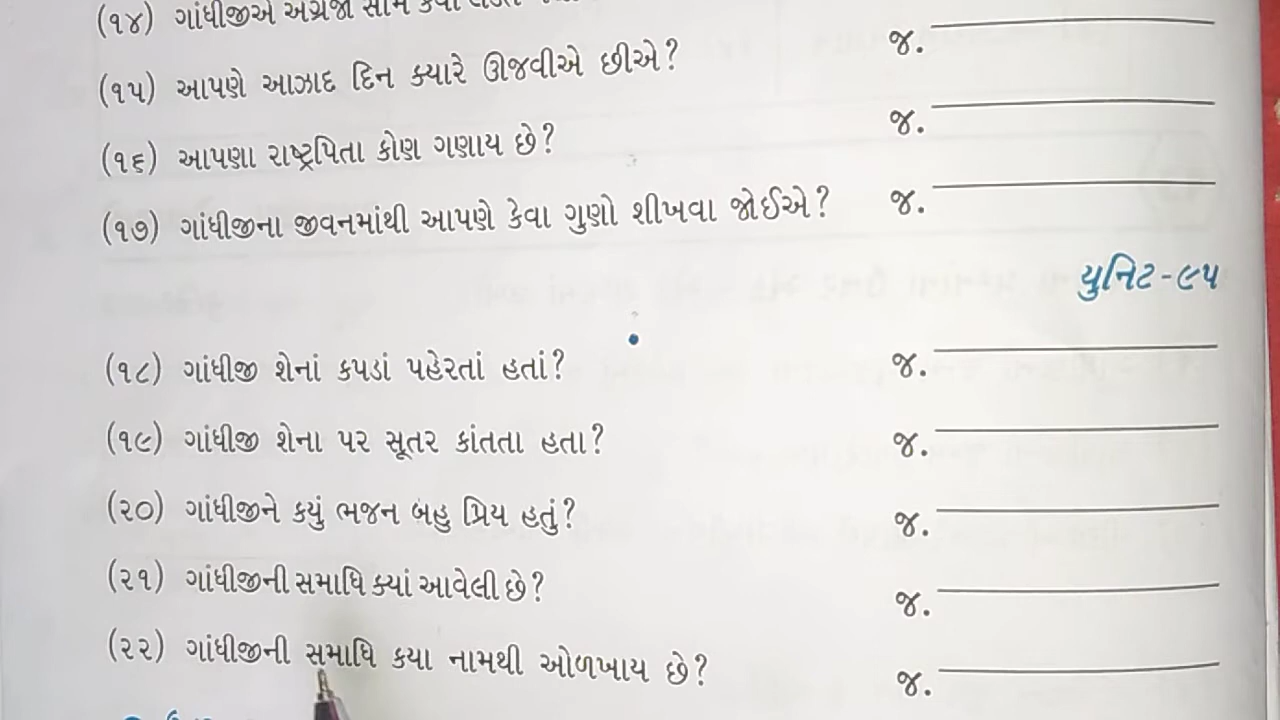 (૧૪) ગાંધીજીએ અંગ્રેજો સામે
(૧૫) આપણે આઝાદ દિન ક્યારે ઊજવીએ છીએ? જ.
(૧૬) આપણા રાષ્ટ્રપિતા કોણ ગણાય છે? જ.
(૧૭) ગાંધીજીના જીવનમાંથી આપણે કેવા ગુણો શીખવા જોઈએ? જ.
યુનિટ-૯૫
(૧૮) ગાંધીજી શેનાં કપડાં પહેરતાં હતાં? જ.
(૧૯) ગાંધીજી શેના પર સૂતર કાંતતા હતા? જ.
(૨૦) ગાંધીજીને કયું ભજન બહુ પ્રિય હતું? જ.
(૨૧) ગાંધીજીની સમાધિ ક્યાં આવેલી છે? જ.
(૨૨) ગાંધીજીની સમાધિ કયા નામથી ઓળખાય છે? જ.